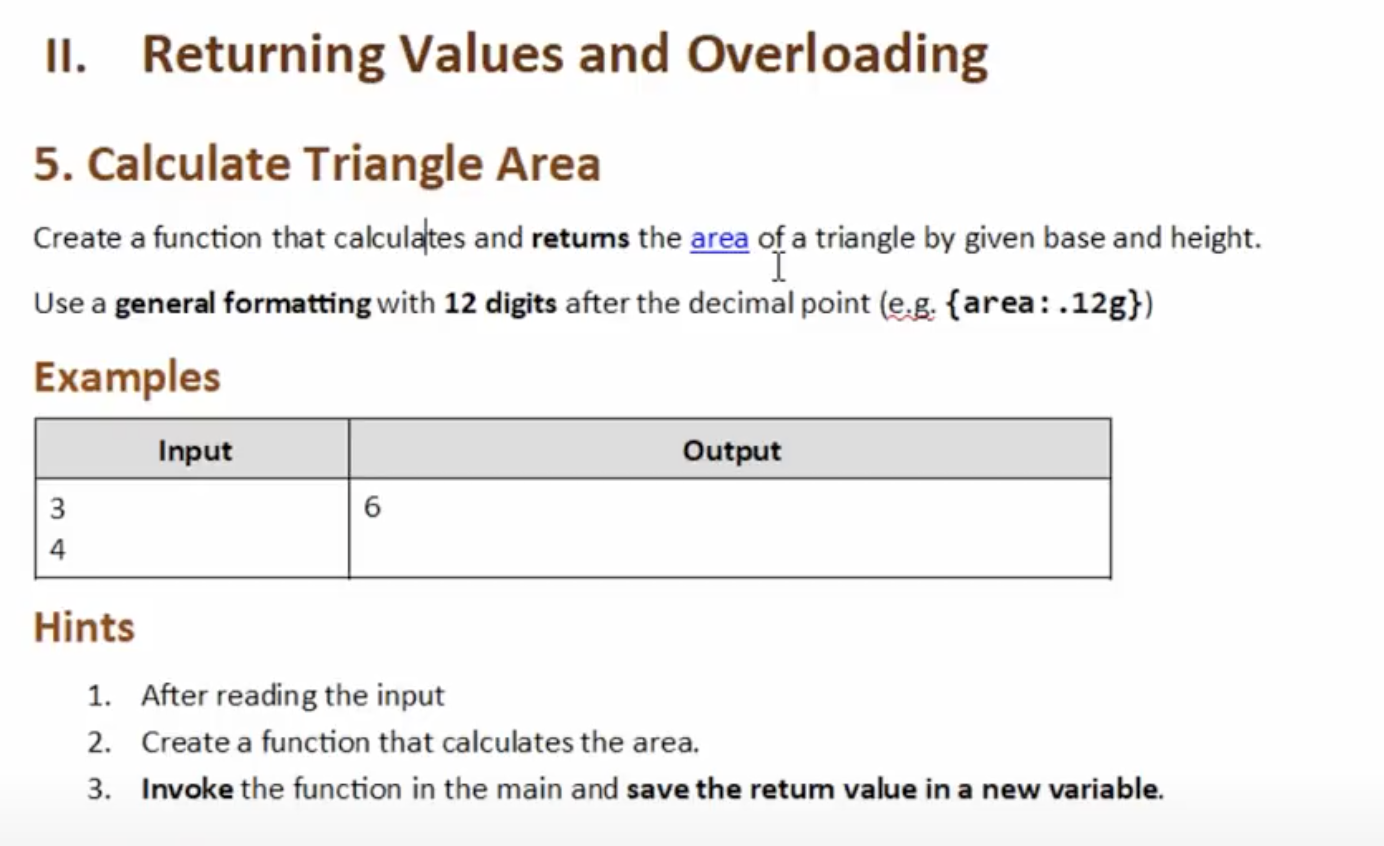 II. Returning Values and Overloading
5. Calculate Triangle Area
Create a function that calculates and returns the area of a triangle by given base and height.
Use a general formatting with 12 digits after the decimal point (e.g. {area:.12g})
Examples
Input Output
3 6
4
Hints
1. After reading the input
2. Create a function that calculates the area.
3. Invoke the function in the main and save the return value in a new variable.